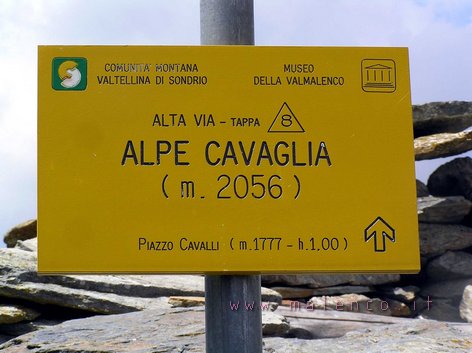 COMUNITA' MONTANA
VALTELLINA DI SONDRIO
MUSEO
DELLA VALMALENCO
ALTA VIA - TAPPA 8
ALPE CAVAGLIA
( m. 2056 )
PIAZZO CAVALLI ( m.1777 - h.1,00 )
www.malenco.it